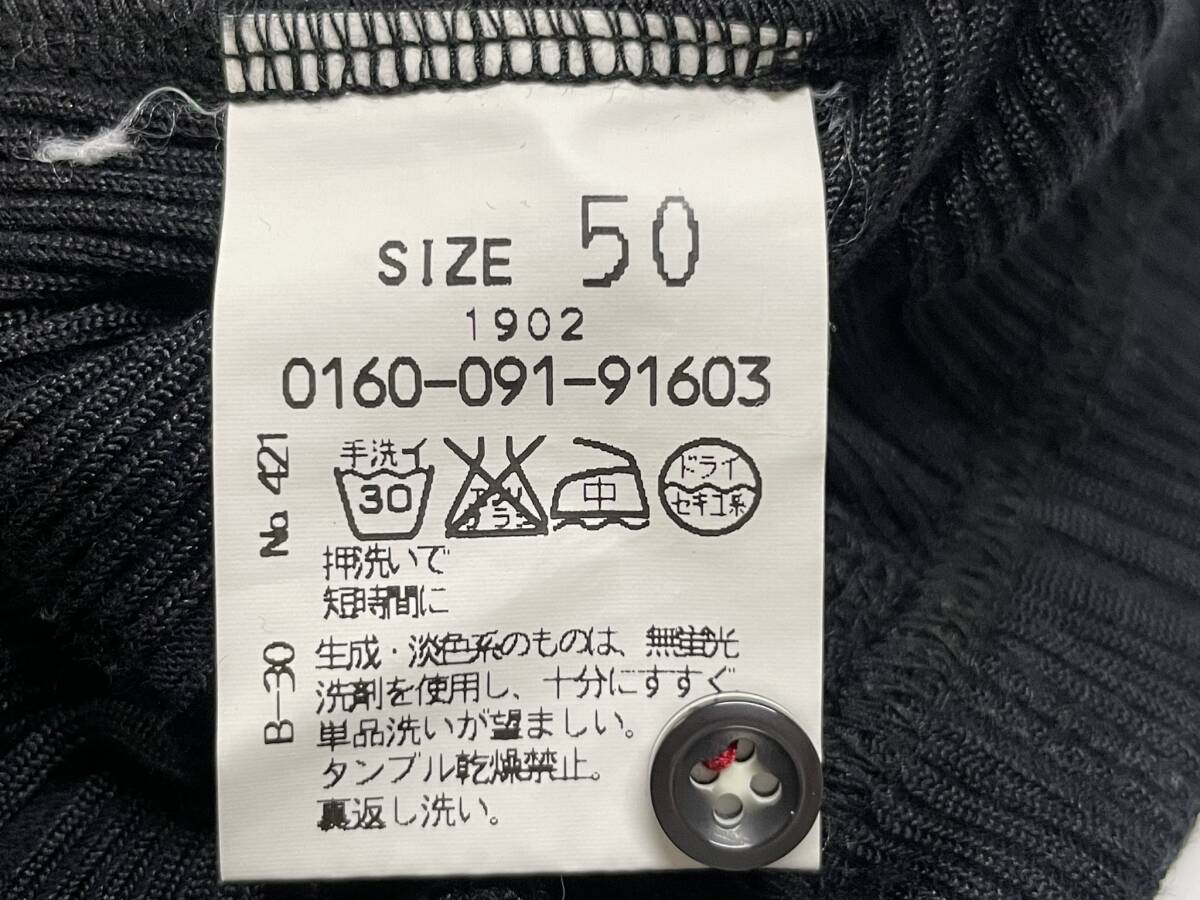 SIZE 50
1902
0160-091-91603
手洗イ
30
中
ドライ
セキユ系
押洗いで
短時間に
生成・淡色系のものは、無蛍光
洗剤を使用し、十分にすすぐ
単品洗いが望ましい。
タンブル乾燥禁止。
裏返し洗い。
No 421
B-30